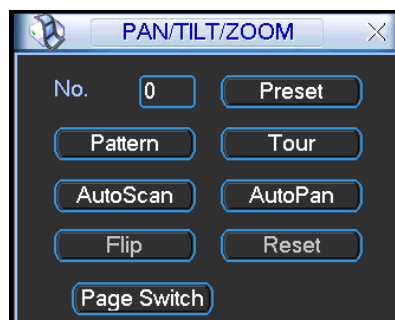 PAN/TILT/ZOOM
No. 0 Preset
Pattern Tour
AutoScan AutoPan
Flip Reset
Page Switch